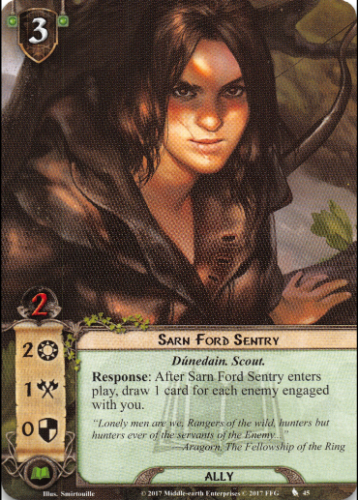 3
SARN FORD SENTRY
2
Dúnedain. Scout.
2
Response: After Sarn Ford Sentry enters
play, draw 1 card for each enemy engaged
1
with you.
0
"Lonely men are we, Rangers of the wild, hunters but
hunters ever of the servants of the Enemy..."
—Aragorn, The Fellowship of the Ring
ALLY
Illus. Smirtouille
© 2017 Middle-earth Enterprises © 2017 FFG
45